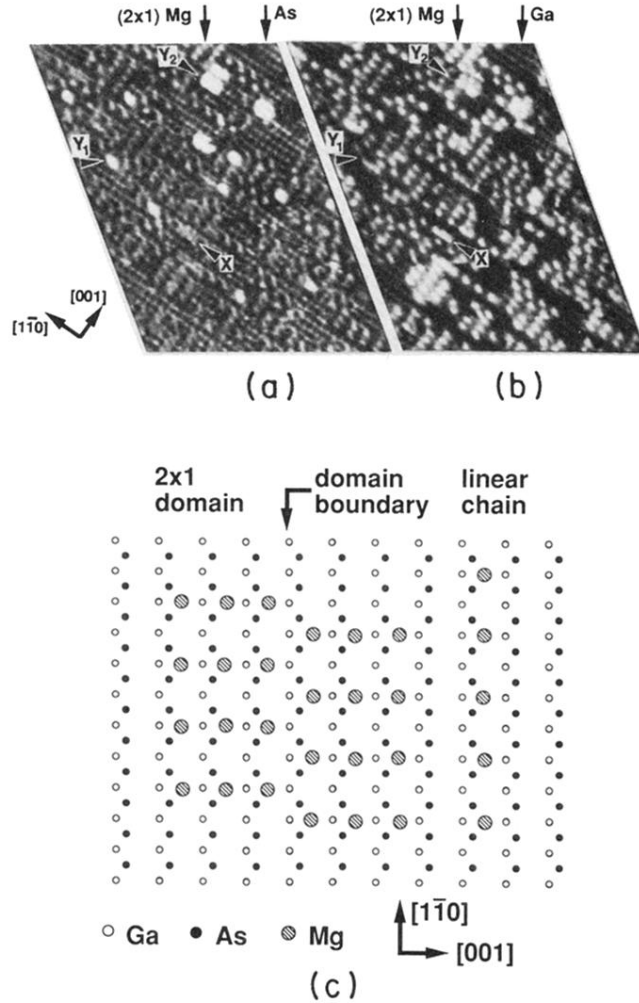 (2x1) Mg As (2x1) Mg Ga
Y2 Y2
Y1 Y1
X X
[001]
[11̄0]
(a) (b)
2x1 domain linear
domain boundary chain
[11̄0]
Ga As Mg [001]
(c)